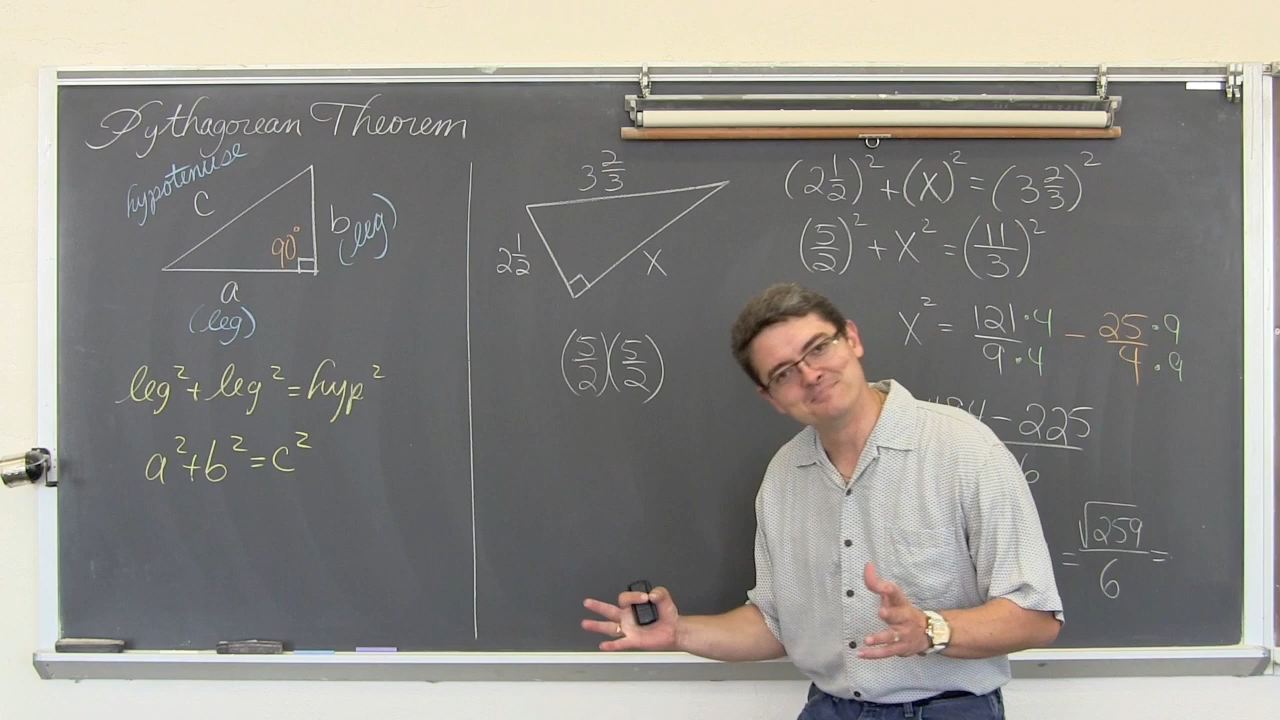 Pythagorean Theorem
hypotenuse
c
b
(leg)
90°
a
(leg)
leg² + leg² = hyp²
a² + b² = c²
3 2/3
2 1/2
x
(5/2)(5/2)
(2 1/2)² + (x)² = (3 2/3)²
(5/2)² + x² = (11/3)²
x² = 121·4/9·4 − 25·9/4·9
− 225
= √259/6 =